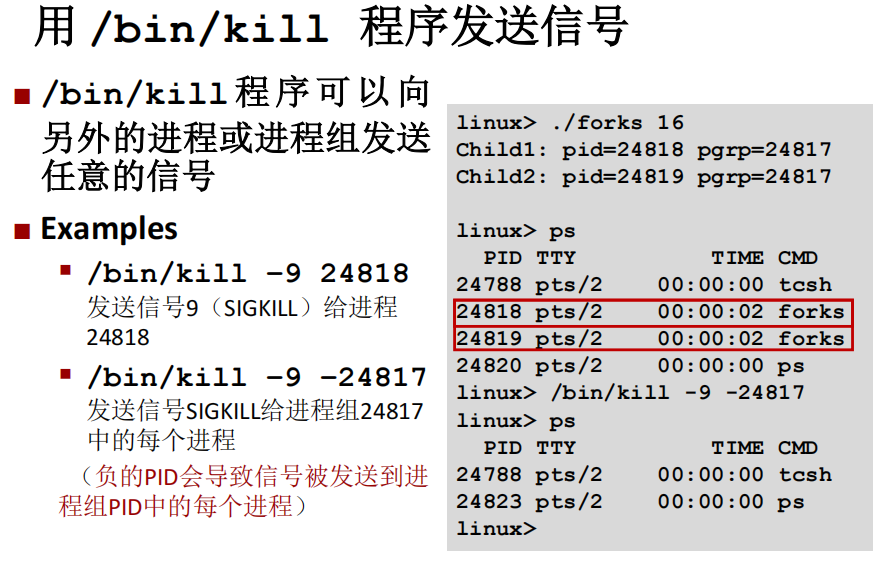 用 /bin/kill 程序发送信号
/bin/kill程序可以向
另外的进程或进程组发送
任意的信号
Examples
/bin/kill –9 24818
发送信号9（SIGKILL）给进程
24818
/bin/kill –9 –24817
发送信号SIGKILL给进程组24817
中的每个进程
（负的PID会导致信号被发送到进
程组PID中的每个进程）
linux> ./forks 16
Child1: pid=24818 pgrp=24817
Child2: pid=24819 pgrp=24817
linux> ps
PID TTY TIME CMD
24788 pts/2 00:00:00 tcsh
24818 pts/2 00:00:02 forks
24819 pts/2 00:00:02 forks
24820 pts/2 00:00:00 ps
linux> /bin/kill -9 -24817
linux> ps
PID TTY TIME CMD
24788 pts/2 00:00:00 tcsh
24823 pts/2 00:00:00 ps
linux>